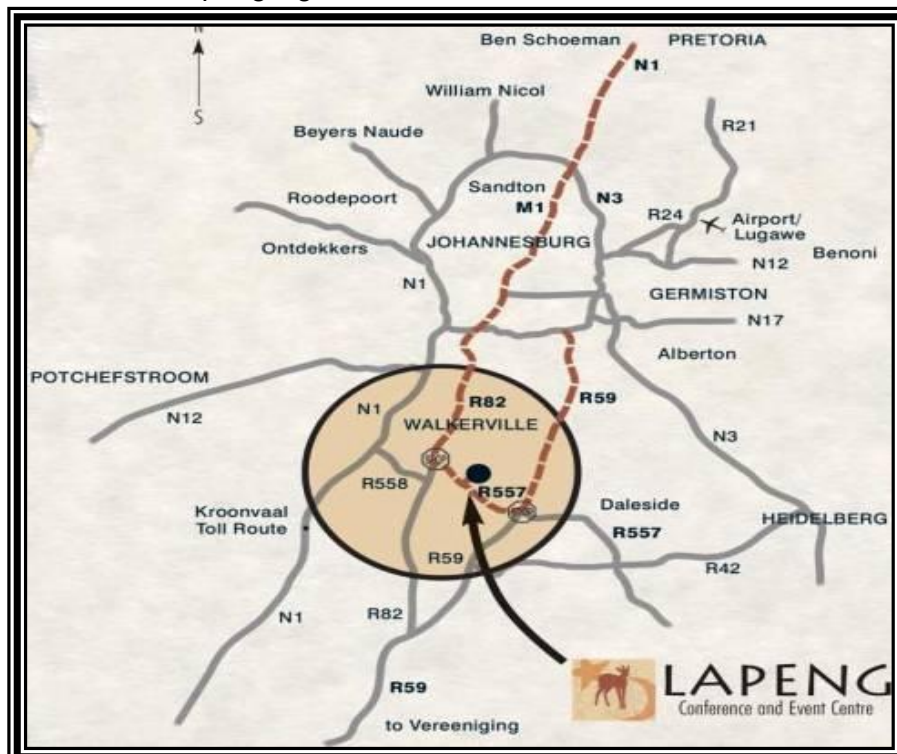 N
Ben Schoeman PRETORIA
N1
William Nicol
R21
Beyers Naude
Sandton
Roodepoort
M1
N3
R24
Airport/
Lugawe
Ontdekkers
JOHANNESBURG
N12
Benoni
N1
GERMISTON
N17
Alberton
POTCHEFSTROOM
N12
N1
R82
R59
WALKERVILLE
N3
R558
R557
Kroonvaal
Toll Route
Daleside
R557
HEIDELBERG
R59
R42
N1
R82
R59
to Vereeniging
LAPENG
Conference and Event Centre
S